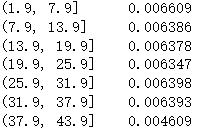 (1.9, 7.9] 0.006609
(7.9, 13.9] 0.006386
(13.9, 19.9] 0.006378
(19.9, 25.9] 0.006347
(25.9, 31.9] 0.006398
(31.9, 37.9] 0.006393
(37.9, 43.9] 0.004609